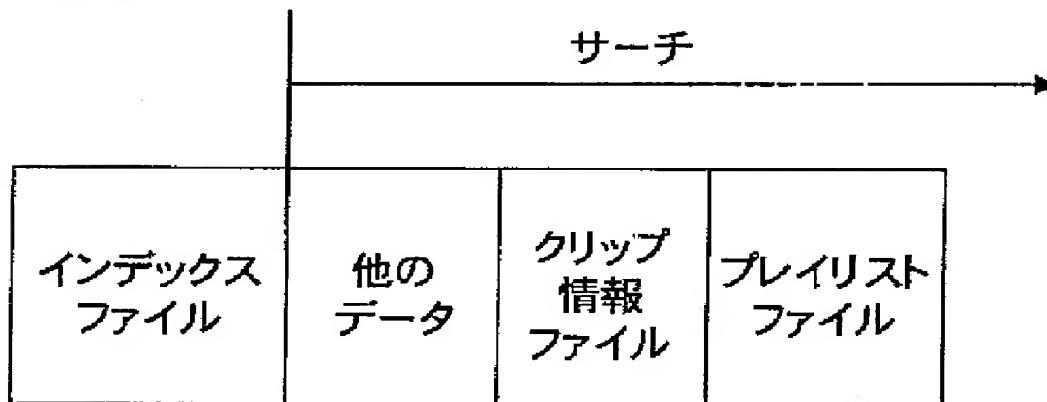 サーチ
インデックス
ファイル
他の
データ
クリップ
情報
ファイル
プレイリスト
ファイル